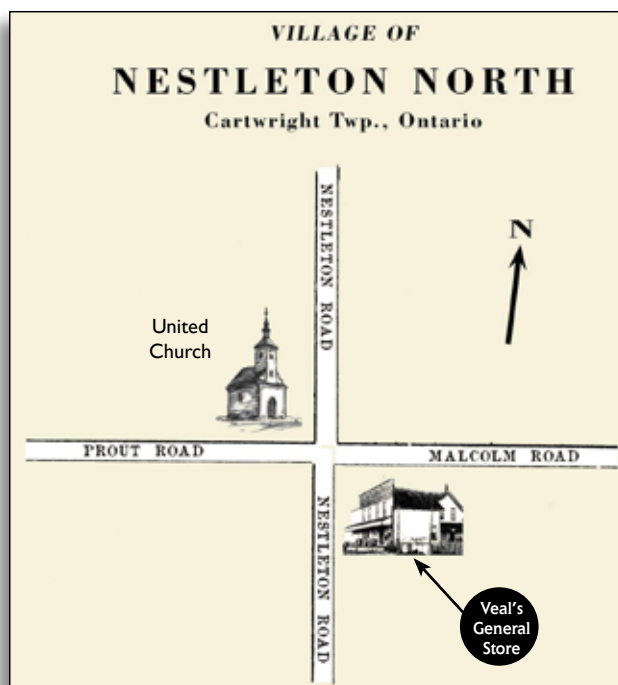 VILLAGE OF
NESTLETON NORTH
Cartwright Twp., Ontario
NESTLETON ROAD
N
United
Church
PROUT ROAD
MALCOLM ROAD
NESTLETON ROAD
Veal's
General
Store